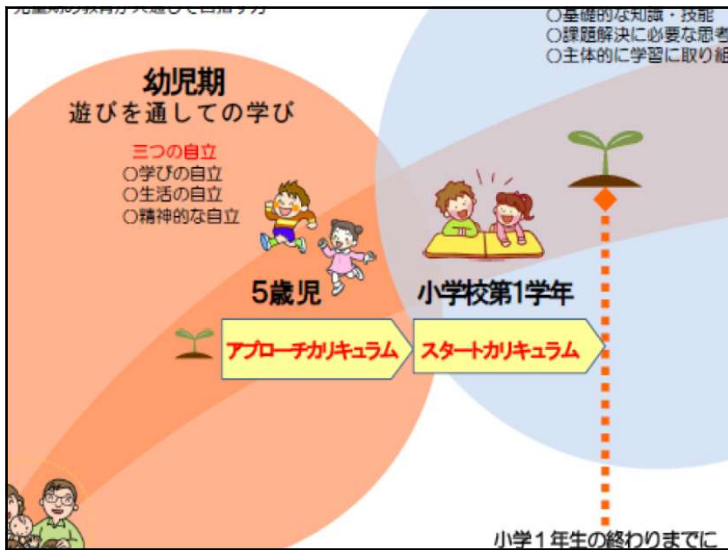 ○基礎的な知識・技能
○課題解決に必要な思考
○主体的に学習に取り組
幼児期
遊びを通しての学び
三つの自立
○学びの自立
○生活の自立
○精神的な自立
5歳児
小学校第1学年
アプローチカリキュラム
スタートカリキュラム
小学１年生の終わりまでに